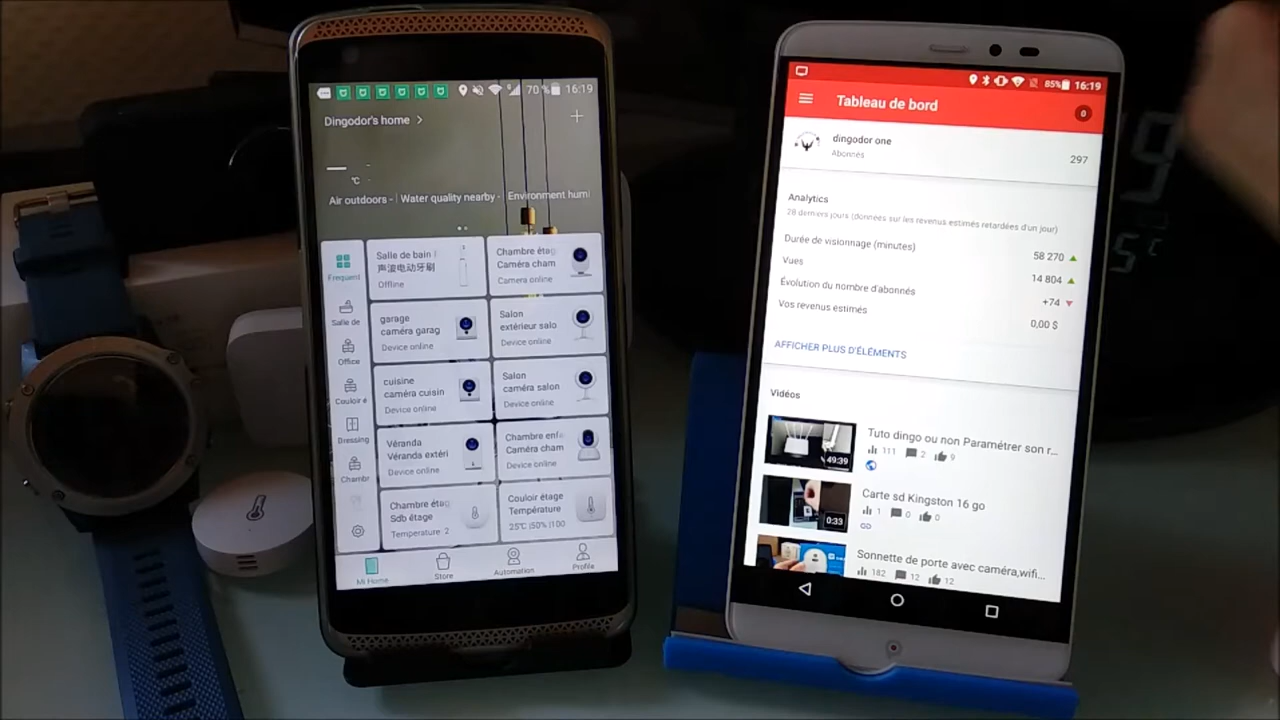 70 % 16:19
Dingodor's home >
°C
Air outdoors - | Water quality nearby - | Environment humi
Frequent
Salle de
Office
Couloir é
Dressing
Chambr
Salle de bain
声波电动牙刷
Offline
Chambre étag
Caméra cham
Camera online
garage
caméra garag
Device online
Salon
extérieur salo
Device online
cuisine
caméra cuisin
Device online
Salon
caméra salon
Device online
Véranda
Véranda extéri
Device online
Chambre enfa
Caméra cham
Device online
Chambre étag
Sdb étage
Temperature 2
Couloir étage
Température
25℃ |50% |100
Mi Home
Store
Automation
Profile
85% 16:19
Tableau de bord
0
dingodor one
Abonnés
297
Analytics
28 derniers jours (données sur les revenus estimés retardées d'un jour)
Durée de visionnage (minutes) 58 270
Vues 14 804
Évolution du nombre d'abonnés +74
Vos revenus estimés 0,00 $
AFFICHER PLUS D'ÉLÉMENTS
Vidéos
49:39
Tuto dingo ou non Paramétrer son r...
111 2 9
0:33
Carte sd Kingston 16 go
1 0 0
Sonnette de porte avec caméra,wifi...
182 12 12
5℃